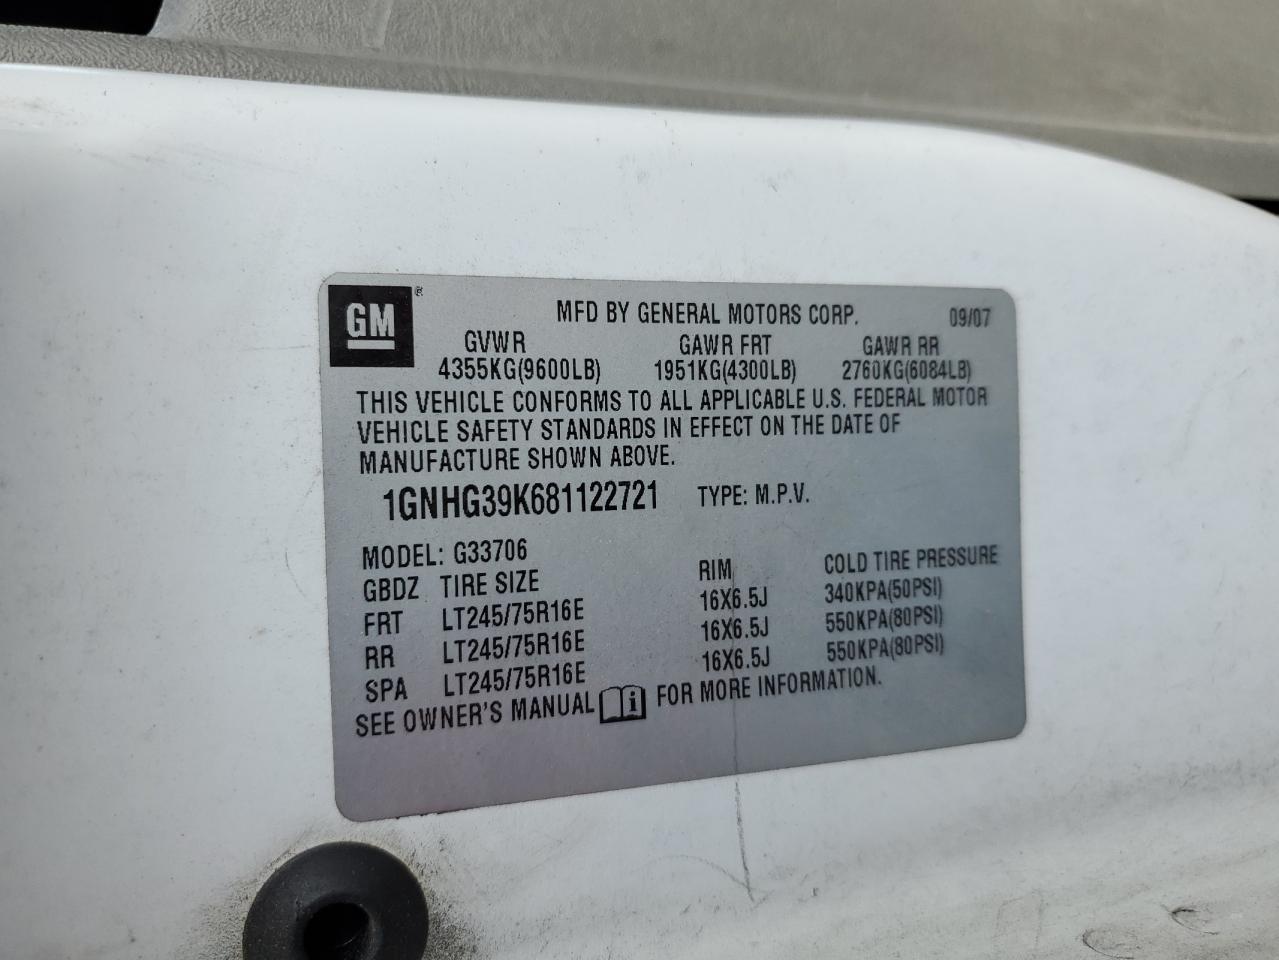 GM®
MFD BY GENERAL MOTORS CORP. 09/07
GVWR GAWR FRT GAWR RR
4355KG(9600LB) 1951KG(4300LB) 2760KG(6084LB)
THIS VEHICLE CONFORMS TO ALL APPLICABLE U.S. FEDERAL MOTOR
VEHICLE SAFETY STANDARDS IN EFFECT ON THE DATE OF
MANUFACTURE SHOWN ABOVE.
1GNHG39K681122721 TYPE: M.P.V.
MODEL: G33706
GBDZ TIRE SIZE RIM COLD TIRE PRESSURE
FRT LT245/75R16E 16X6.5J 340KPA(50PSI)
RR LT245/75R16E 16X6.5J 550KPA(80PSI)
SPA LT245/75R16E 16X6.5J 550KPA(80PSI)
SEE OWNER'S MANUAL i FOR MORE INFORMATION.